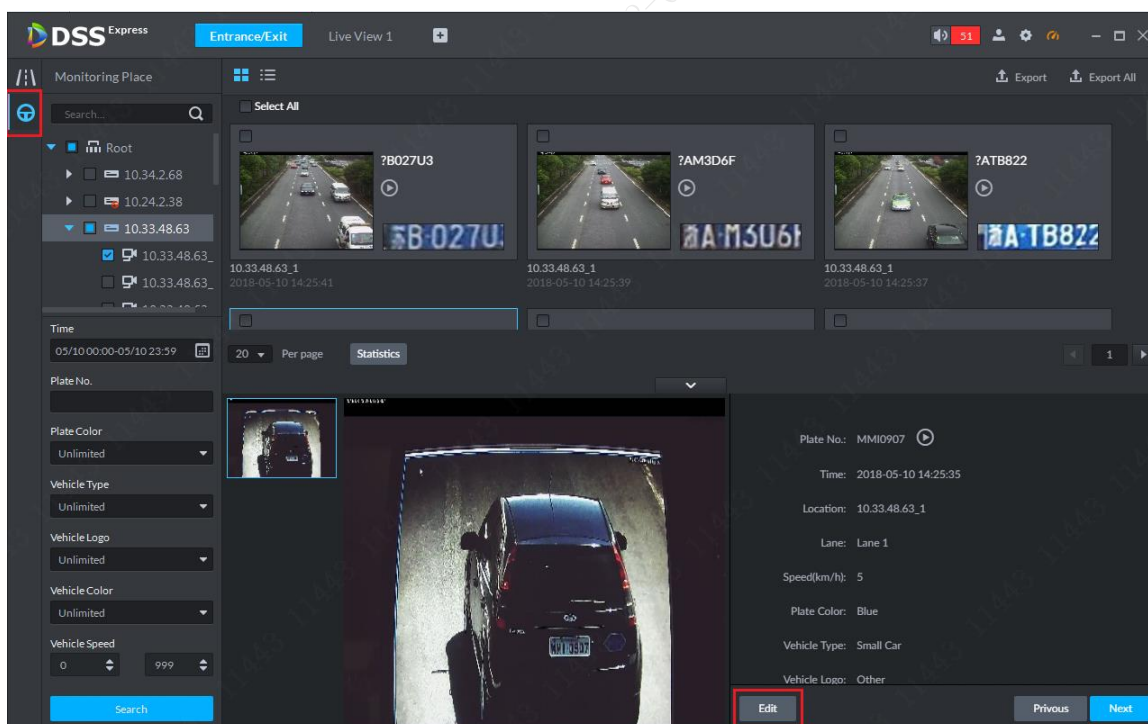 DSS Express
Entrance/Exit
Live View 1
51
Monitoring Place
Export
Export All
Search...
Select All
Root
10.34.2.68
10.24.2.38
10.33.48.63
10.33.48.63_
10.33.48.63_
?B027U3
B·027U
10.33.48.63_1
2018-05-10 14:25:41
?AM3D6F
A·M3U6
10.33.48.63_1
2018-05-10 14:25:39
?ATB822
A·TB822
10.33.48.63_1
2018-05-10 14:25:37
Time
05/10 00:00-05/10 23:59
Plate No.
Plate Color
Unlimited
Vehicle Type
Unlimited
Vehicle Logo
Unlimited
Vehicle Color
Unlimited
Vehicle Speed
0
999
Search
20
Per page
Statistics
1
Plate No.: MMI0907
Time: 2018-05-10 14:25:35
Location: 10.33.48.63_1
Lane: Lane 1
Speed(km/h): 5
Plate Color: Blue
Vehicle Type: Small Car
Vehicle Logo: Other
Edit
Privous
Next